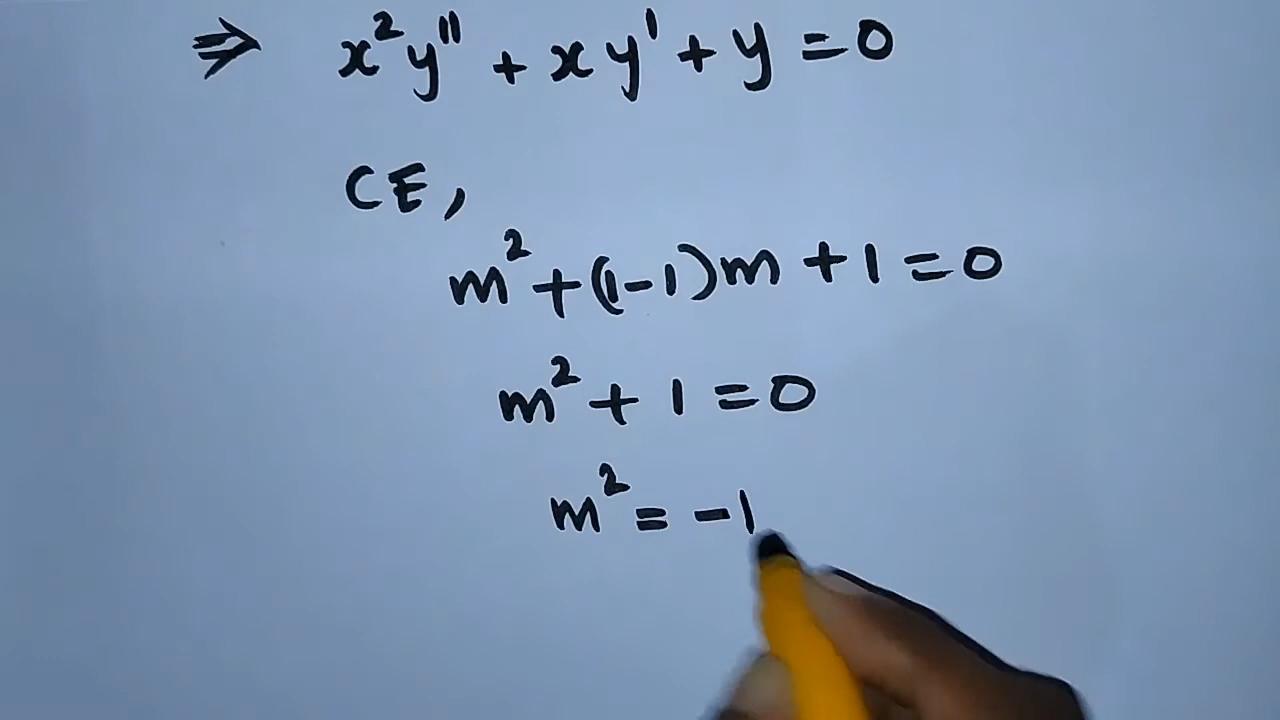 ⇒ x²y'' + xy' + y = 0
CE,
m² + (1-1)m + 1 = 0
m² + 1 = 0
m² = -1